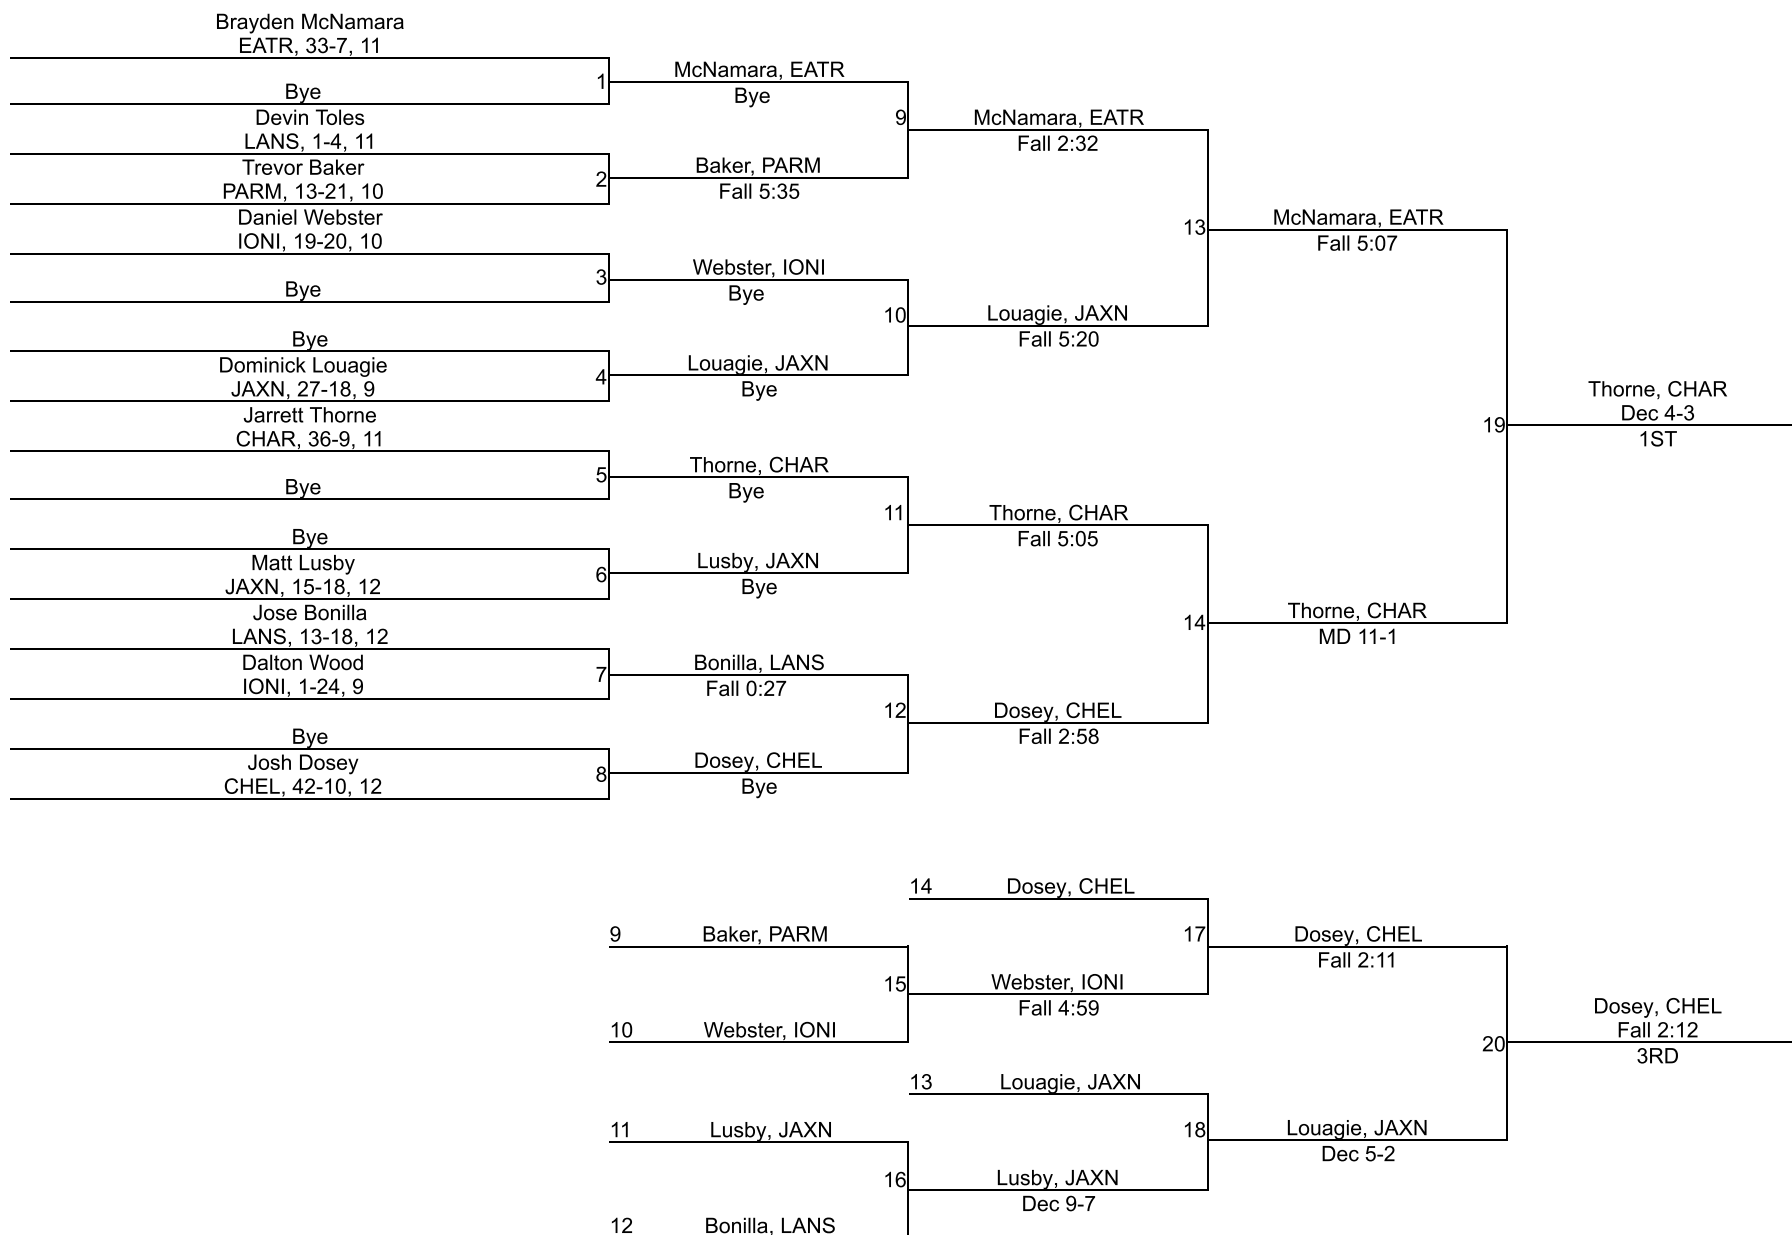 Brayden McNamara
EATR, 33-7, 11
Bye
1
Devin Toles
LANS, 1-4, 11
Trevor Baker
PARM, 13-21, 10
2
Daniel Webster
IONI, 19-20, 10
Bye
3
Bye
Dominick Louagie
JAXN, 27-18, 9
4
Jarrett Thorne
CHAR, 36-9, 11
Bye
5
Bye
Matt Lusby
JAXN, 15-18, 12
6
Jose Bonilla
LANS, 13-18, 12
Dalton Wood
IONI, 1-24, 9
7
Bye
Josh Dosey
CHEL, 42-10, 12
8
McNamara, EATR
Bye
9
Baker, PARM
Fall 5:35
Webster, IONI
Bye
10
Louagie, JAXN
Bye
Thorne, CHAR
Bye
11
Lusby, JAXN
Bye
Bonilla, LANS
Fall 0:27
12
Dosey, CHEL
Bye
McNamara, EATR
Fall 2:32
13
Louagie, JAXN
Fall 5:20
Thorne, CHAR
Fall 5:05
14
Dosey, CHEL
Fall 2:58
McNamara, EATR
Fall 5:07
19
Thorne, CHAR
MD 11-1
Thorne, CHAR
Dec 4-3
1ST
14 Dosey, CHEL
9 Baker, PARM
17
15
Webster, IONI
Fall 4:59
10 Webster, IONI
Dosey, CHEL
Fall 2:11
13 Louagie, JAXN
11 Lusby, JAXN
18
16
Lusby, JAXN
Dec 9-7
12 Bonilla, LANS
Louagie, JAXN
Dec 5-2
20
Dosey, CHEL
Fall 2:12
3RD